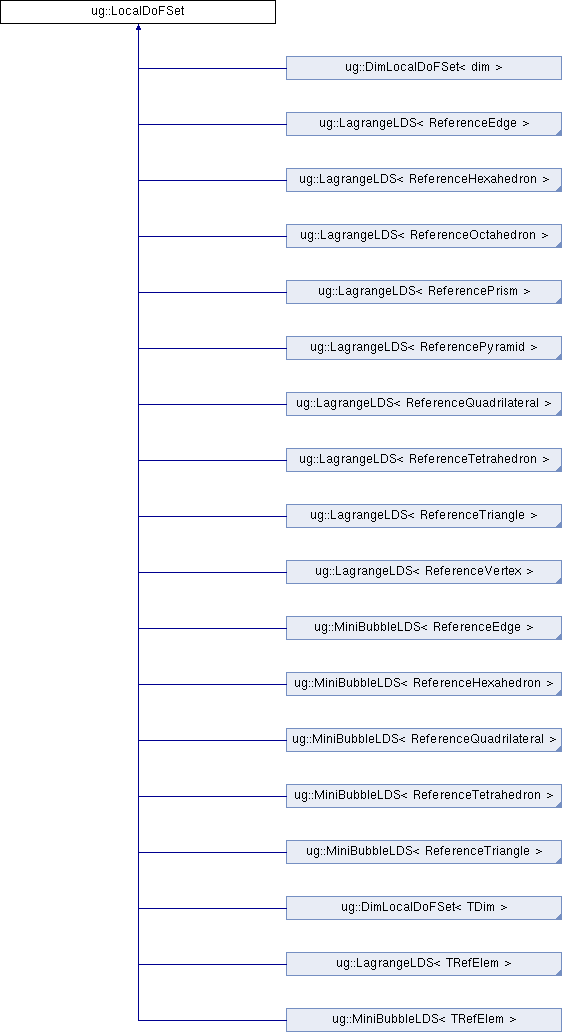 ug::LocalDoFSet
ug::DimLocalDoFSet< dim >
ug::LagrangeLDS< ReferenceEdge >
ug::LagrangeLDS< ReferenceHexahedron >
ug::LagrangeLDS< ReferenceOctahedron >
ug::LagrangeLDS< ReferencePrism >
ug::LagrangeLDS< ReferencePyramid >
ug::LagrangeLDS< ReferenceQuadrilateral >
ug::LagrangeLDS< ReferenceTetrahedron >
ug::LagrangeLDS< ReferenceTriangle >
ug::LagrangeLDS< ReferenceVertex >
ug::MiniBubbleLDS< ReferenceEdge >
ug::MiniBubbleLDS< ReferenceHexahedron >
ug::MiniBubbleLDS< ReferenceQuadrilateral >
ug::MiniBubbleLDS< ReferenceTetrahedron >
ug::MiniBubbleLDS< ReferenceTriangle >
ug::DimLocalDoFSet< TDim >
ug::LagrangeLDS< TRefElem >
ug::MiniBubbleLDS< TRefElem >